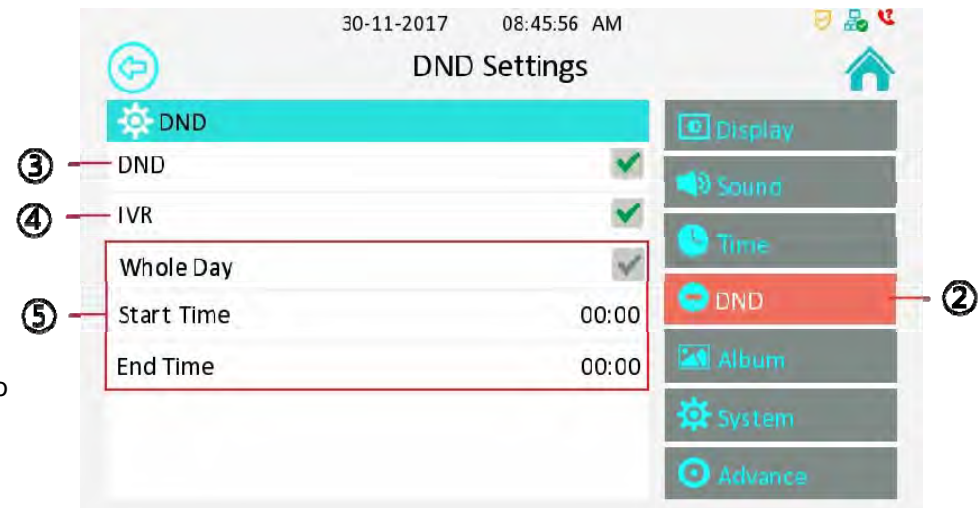 30-11-2017 08:45:56 AM
DND Settings
DND
③ DND
④ IVR
Whole Day
⑤ Start Time 00:00
End Time 00:00
Display
Sound
Time
DND ②
Album
System
Advance
o